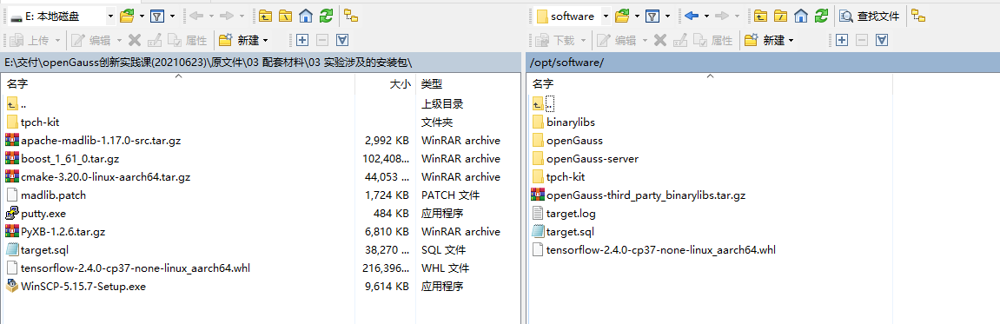 E: 本地磁盘
上传 编辑 属性 新建
E:\交付\openGauss创新实践课(20210623)\原文件\03 配套材料\03 实验涉及的安装包\
名字 大小 类型
.. 上级目录
tpch-kit 文件夹
apache-madlib-1.17.0-src.tar.gz 2,992 KB WinRAR archive
boost_1_61_0.tar.gz 102,408... WinRAR archive
cmake-3.20.0-linux-aarch64.tar.gz 44,053 ... WinRAR archive
madlib.patch 1,724 KB PATCH 文件
putty.exe 484 KB 应用程序
PyXB-1.2.6.tar.gz 6,810 KB WinRAR archive
target.sql 38,270 ... SQL 文件
tensorflow-2.4.0-cp37-none-linux_aarch64.whl 216,396... WHL 文件
WinSCP-5.15.7-Setup.exe 9,614 KB 应用程序
software 查找文件
下载 编辑 属性 新建
/opt/software/
名字
..
binarylibs
openGauss
openGauss-server
tpch-kit
openGauss-third_party_binarylibs.tar.gz
target.log
target.sql
tensorflow-2.4.0-cp37-none-linux_aarch64.whl